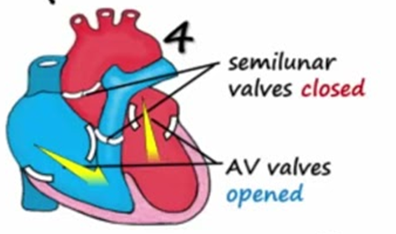 4
semilunar
valves closed
AV valves
opened